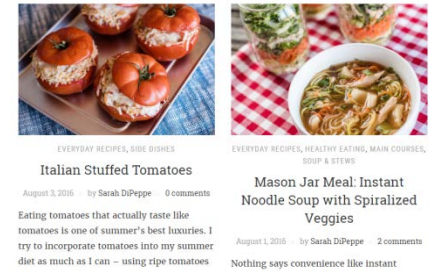 EVERYDAY RECIPES, SIDE DISHES
Italian Stuffed Tomatoes
August 3, 2016 · by Sarah DiPeppe · 0 comments
Eating tomatoes that actually taste like
tomatoes is one of summer's best luxuries. I
try to incorporate tomatoes into my summer
diet as much as I can – using ripe tomatoes
EVERYDAY RECIPES, HEALTHY EATING, MAIN COURSES,
SOUP & STEWS
Mason Jar Meal: Instant
Noodle Soup with Spiralized
Veggies
August 1, 2016 · by Sarah DiPeppe · 2 comments
Nothing says convenience like instant